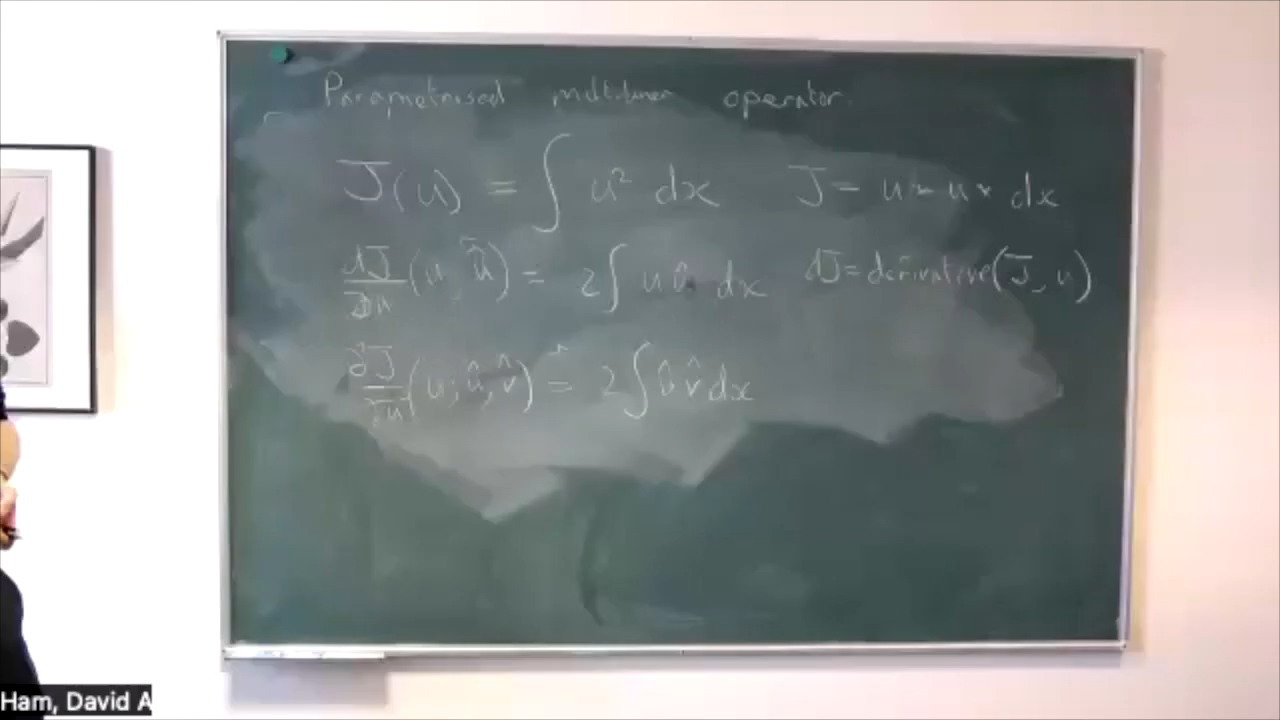 Parametrised multilinear operator.
J(u) = ∫ u² dx J = u * u * dx
dJ/du (u; û) = 2∫ u û dx dJ = derivative(J, u)
(u; û, v̂) = 2∫ û v̂ dx
Ham, David A